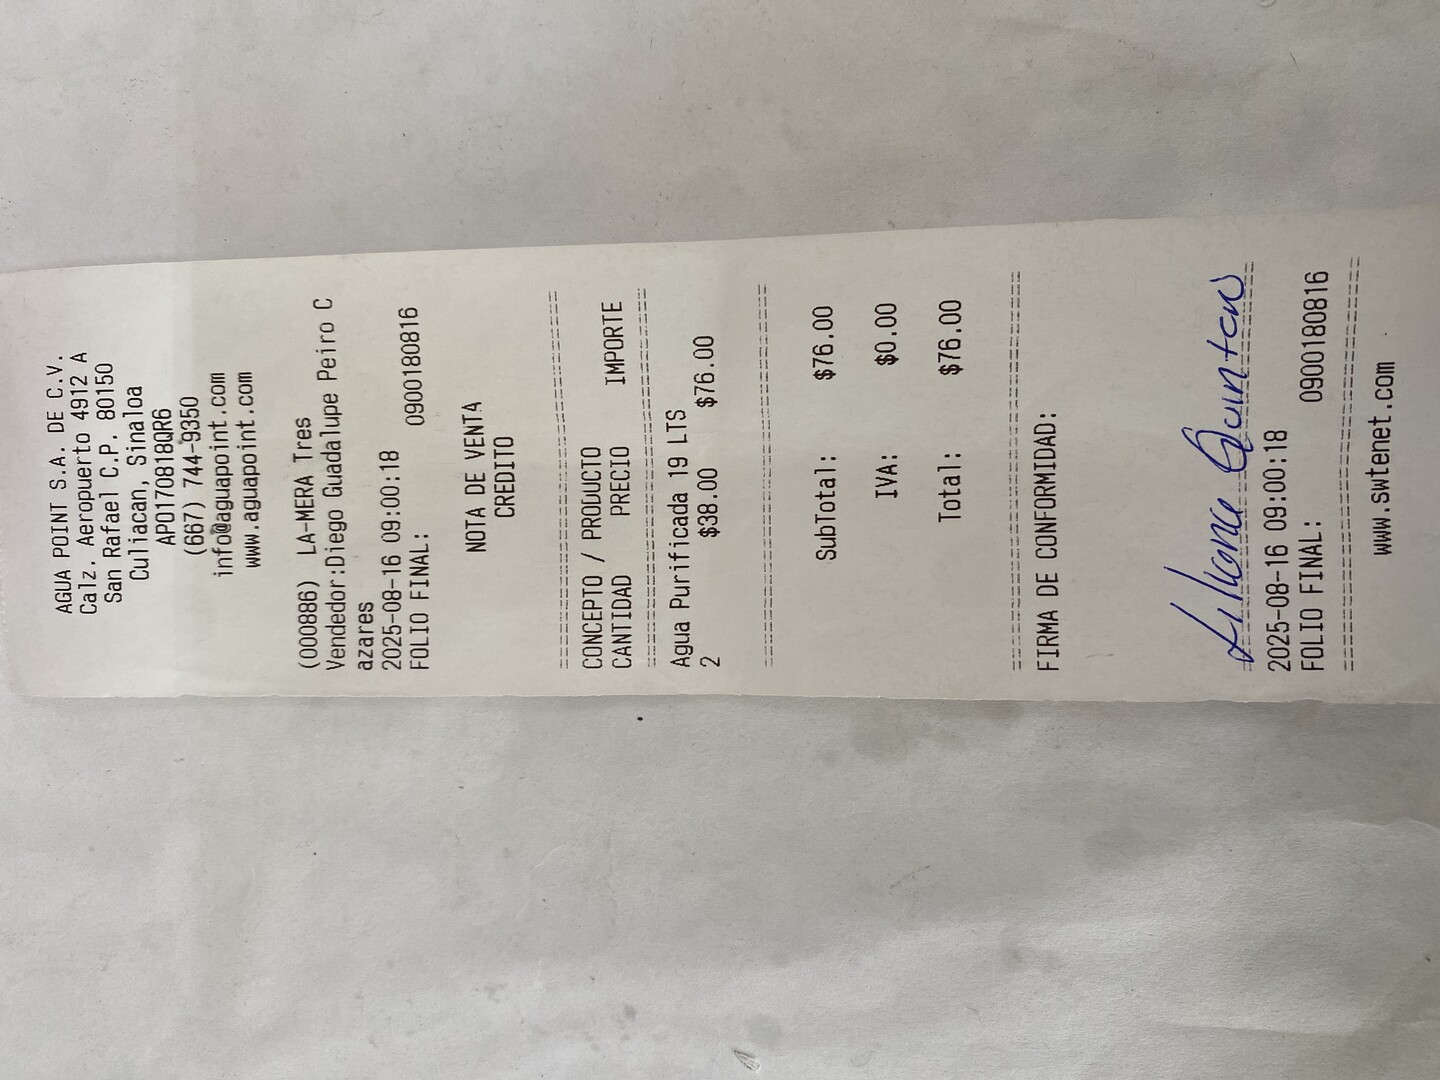 AGUA POINT S.A. DE C.V.
Calz. Aeropuerto 4912 A
San Rafael C.P. 80150
Culiacan, Sinaloa
APO170818QR6
(667) 744-9350
info@aguapoint.com
www.aguapoint.com
(000886) LA-MERA Tres
Vendedor:Diego Guadalupe Peiro C
azares
2025-08-16 09:00:18
FOLIO FINAL: 0900180816
NOTA DE VENTA
CREDITO
CONCEPTO / PRODUCTO
CANTIDAD PRECIO IMPORTE
Agua Purificada 19 LTS
2 $38.00 $76.00
SubTotal: $76.00
IVA: $0.00
Total: $76.00
FIRMA DE CONFORMIDAD:
2025-08-16 09:00:18
FOLIO FINAL: 0900180816
www.swtenet.com